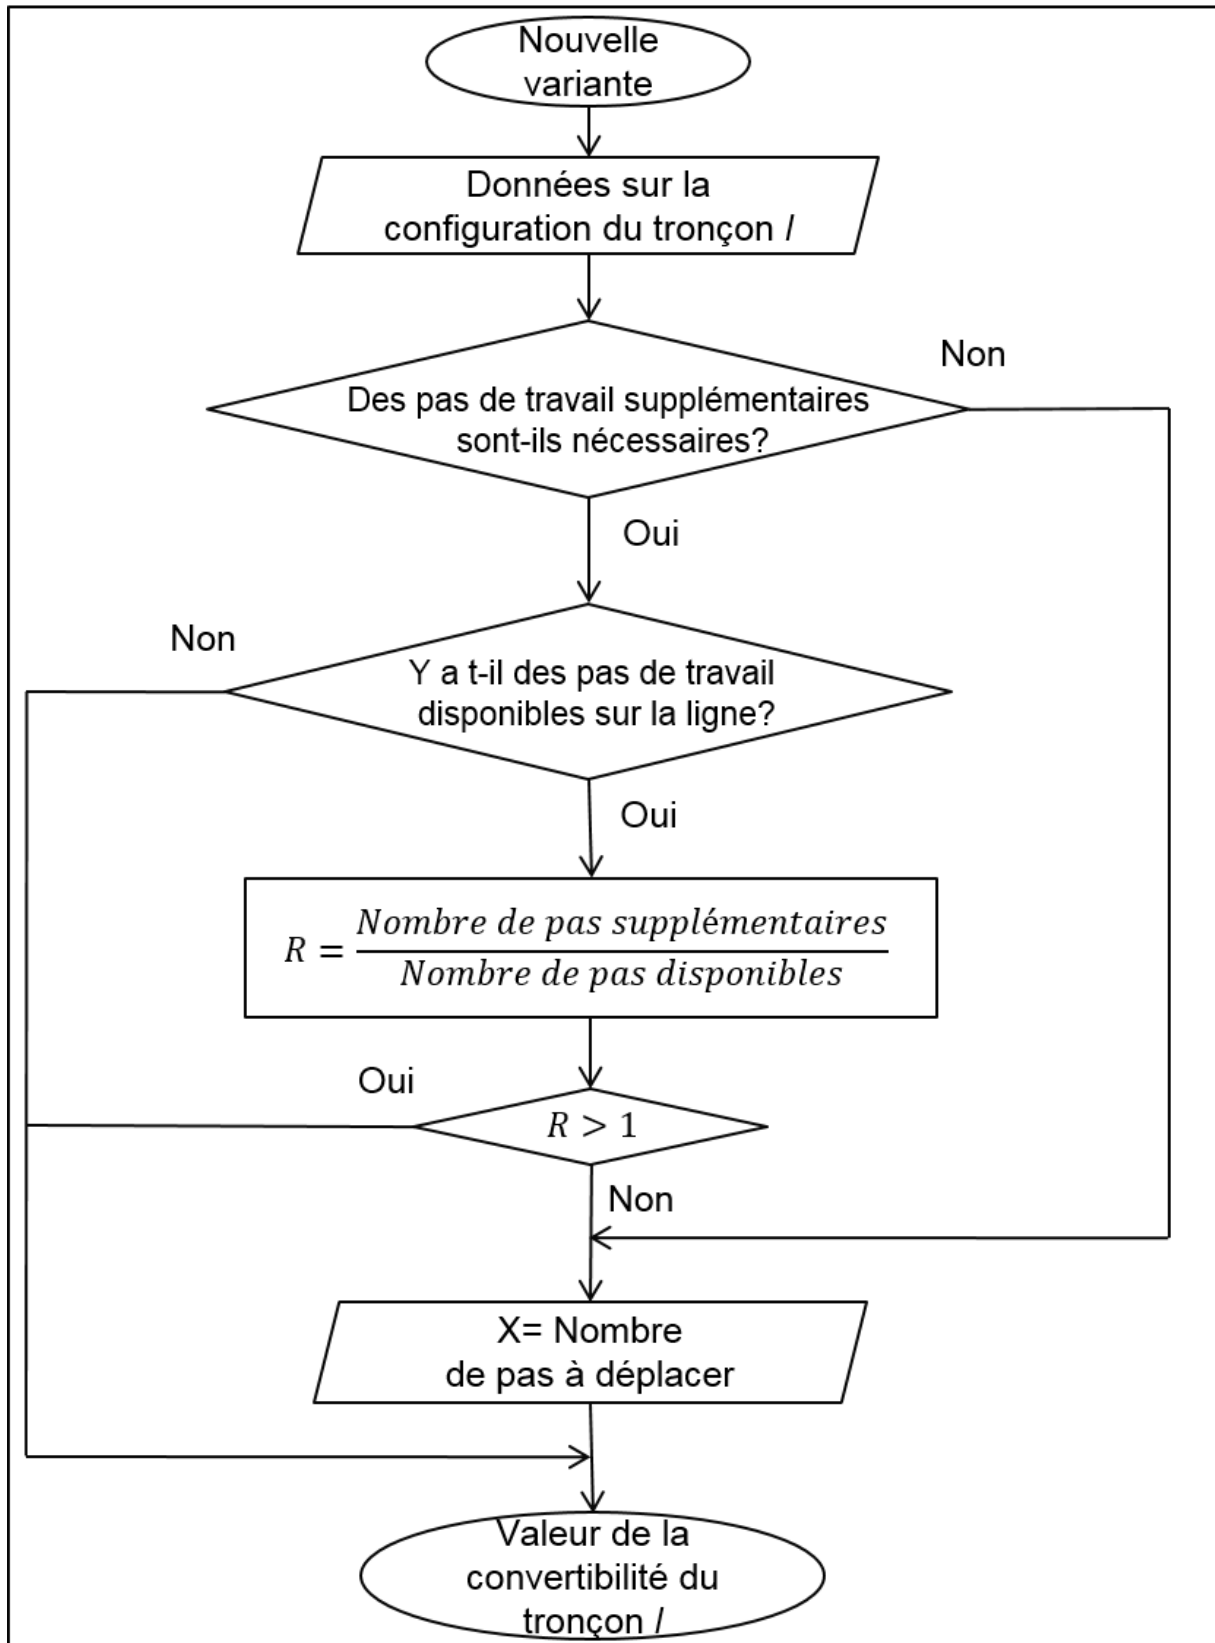 Nouvelle
variante
Données sur la
configuration du tronçon l
Non
Des pas de travail supplémentaires
sont-ils nécessaires?
Oui
Non
Y a t-il des pas de travail
disponibles sur la ligne?
Oui
R = Nombre de pas supplémentaires
Nombre de pas disponibles
Oui
R > 1
Non
X= Nombre
de pas à déplacer
Valeur de la
convertibilité du
tronçon l